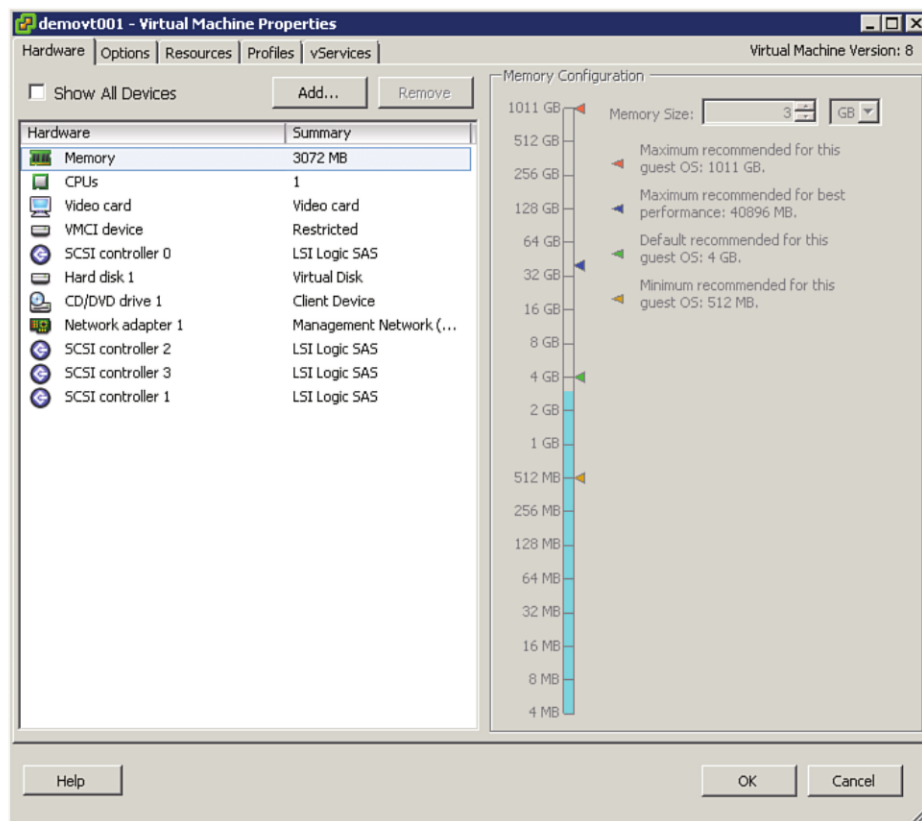 demovt001 - Virtual Machine Properties
Hardware Options Resources Profiles vServices Virtual Machine Version: 8
Show All Devices Add... Remove
Hardware Summary
Memory 3072 MB
CPUs 1
Video card Video card
VMCI device Restricted
SCSI controller 0 LSI Logic SAS
Hard disk 1 Virtual Disk
CD/DVD drive 1 Client Device
Network adapter 1 Management Network (...
SCSI controller 2 LSI Logic SAS
SCSI controller 3 LSI Logic SAS
SCSI controller 1 LSI Logic SAS
Memory Configuration
Memory Size: 3 GB
1011 GB
512 GB
256 GB
128 GB
64 GB
32 GB
16 GB
8 GB
4 GB
2 GB
1 GB
512 MB
256 MB
128 MB
64 MB
32 MB
16 MB
8 MB
4 MB
Maximum recommended for this
guest OS: 1011 GB.
Maximum recommended for best
performance: 40896 MB.
Default recommended for this
guest OS: 4 GB.
Minimum recommended for this
guest OS: 512 MB.
Help OK Cancel